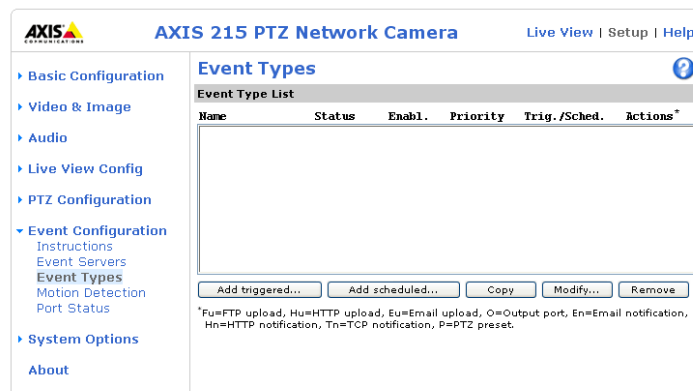 AXIS
COMMUNICATIONS
AXIS 215 PTZ Network Camera
Live View | Setup | Help
Basic Configuration
Video & Image
Audio
Live View Config
PTZ Configuration
Event Configuration
Instructions
Event Servers
Event Types
Motion Detection
Port Status
System Options
About
Event Types
?
Event Type List
Name Status Enabl. Priority Trig./Sched. Actions*
Add triggered... Add scheduled... Copy Modify... Remove
*Fu=FTP upload, Hu=HTTP upload, Eu=Email upload, O=Output port, En=Email notification,
Hn=HTTP notification, Tn=TCP notification, P=PTZ preset.